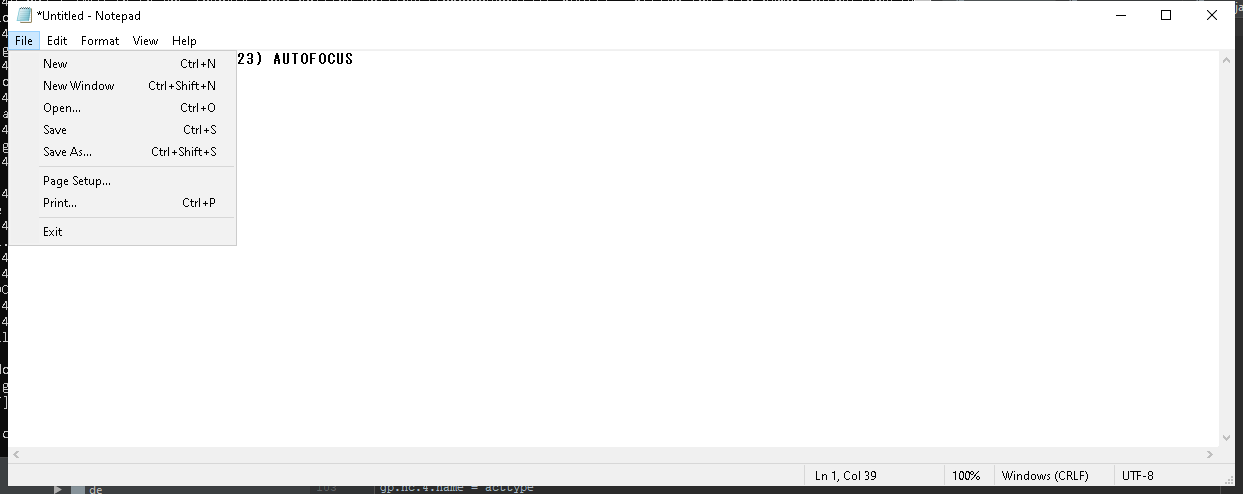 *Untitled - Notepad
File Edit Format View Help
23) AUTOFOCUS
New Ctrl+N
New Window Ctrl+Shift+N
Open... Ctrl+O
Save Ctrl+S
Save As... Ctrl+Shift+S
Page Setup...
Print... Ctrl+P
Exit
Ln 1, Col 39 100% Windows (CRLF) UTF-8
de 103 gp.nc.4.name = acttype